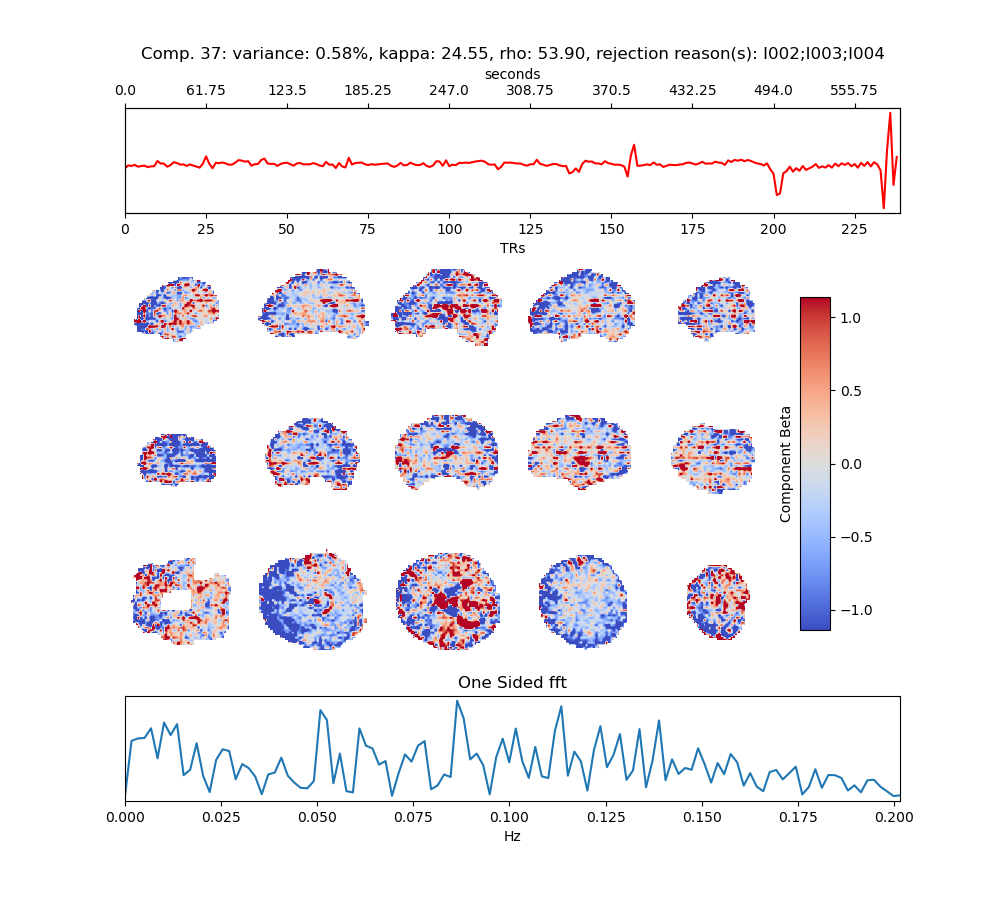 Comp. 37: variance: 0.58%, kappa: 24.55, rho: 53.90, rejection reason(s): I002;I003;I004
seconds
0.0 61.75 123.5 185.25 247.0 308.75 370.5 432.25 494.0 555.75
0 25 50 75 100 125 150 175 200 225
TRs
1.0
0.5
0.0
−0.5
−1.0
Component Beta
One Sided fft
0.000 0.025 0.050 0.075 0.100 0.125 0.150 0.175 0.200
Hz